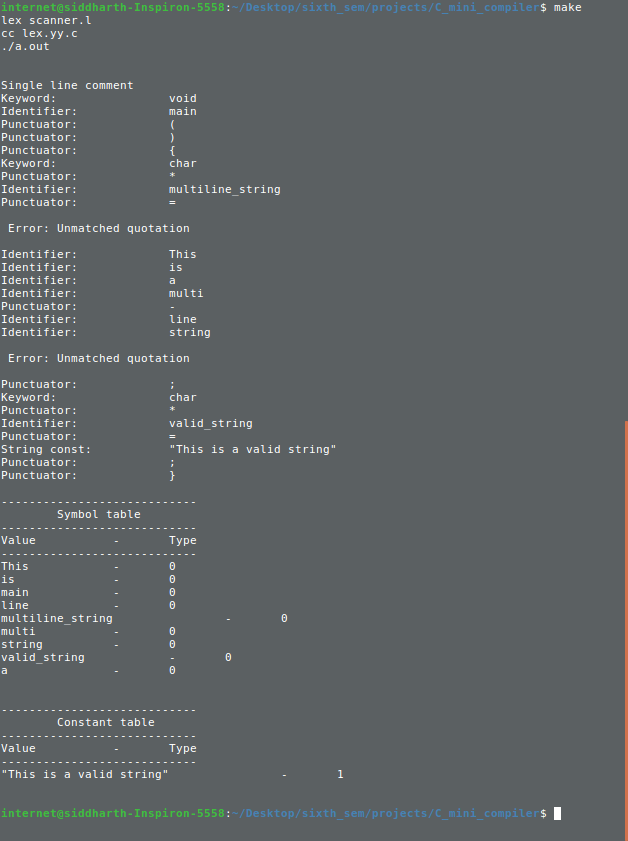 internet@siddharth-Inspiron-5558:~/Desktop/sixth_sem/projects/C_mini_compiler$ make
lex scanner.l
cc lex.yy.c
./a.out
Single line comment
Keyword: void
Identifier: main
Punctuator: (
Punctuator: )
Punctuator: {
Keyword: char
Punctuator: *
Identifier: multiline_string
Punctuator: =
Error: Unmatched quotation
Identifier: This
Identifier: is
Identifier: a
Identifier: multi
Punctuator: -
Identifier: line
Identifier: string
Error: Unmatched quotation
Punctuator: ;
Keyword: char
Punctuator: *
Identifier: valid_string
Punctuator: =
String const: "This is a valid string"
Punctuator: ;
Punctuator: }
----------------------------
Symbol table
----------------------------
Value - Type
----------------------------
This - 0
is - 0
main - 0
line - 0
multiline_string - 0
multi - 0
string - 0
valid_string - 0
a - 0
----------------------------
Constant table
----------------------------
Value - Type
----------------------------
"This is a valid string" - 1
internet@siddharth-Inspiron-5558:~/Desktop/sixth_sem/projects/C_mini_compiler$